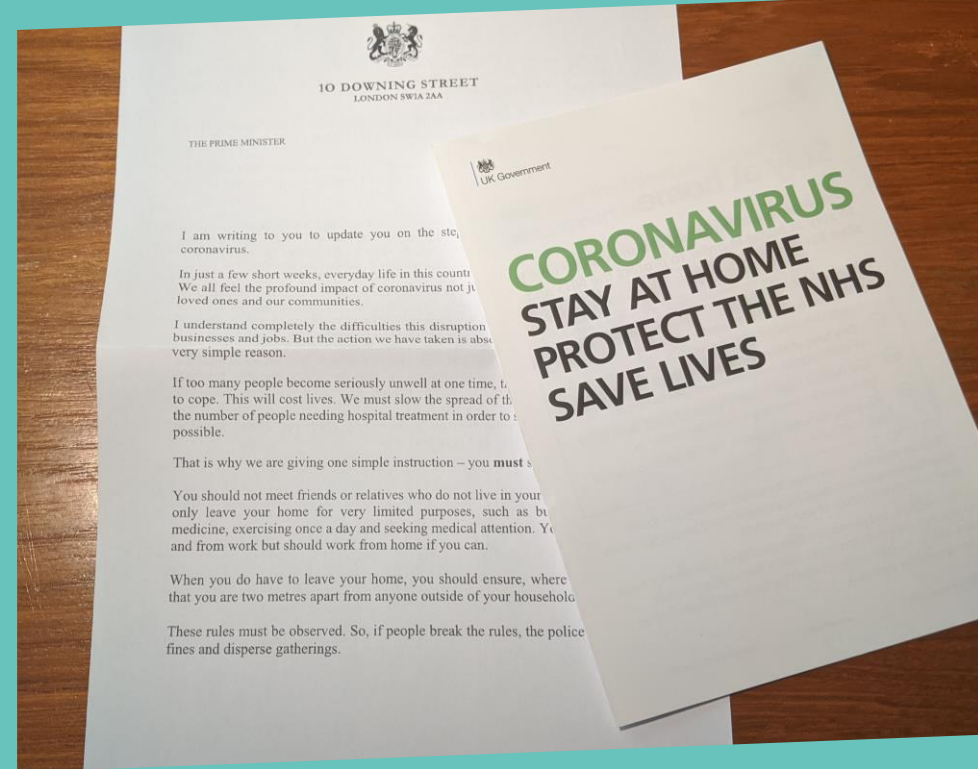 10 DOWNING STREET
LONDON SW1A 2AA
THE PRIME MINISTER
I am writing to you to update you on the
coronavirus.
In just a few short weeks, everyday life in this
We all feel the profound impact of coronavirus not
loved ones and our communities.
I understand completely the difficulties this disruption
businesses and jobs. But the action we have taken is
very simple reason.
If too many people become seriously unwell at one time,
to cope. This will cost lives. We must slow the spread of
the number of people needing hospital treatment in order to
possible.
That is why we are giving one simple instruction – you must
You should not meet friends or relatives who do not live in your
only leave your home for very limited purposes, such as
medicine, exercising once a day and seeking medical attention.
and from work but should work from home if you can.
When you do have to leave your home, you should ensure, where
that you are two metres apart from anyone outside of your
These rules must be observed. So, if people break the rules, the police
fines and disperse gatherings.
UK Government
CORONAVIRUS
STAY AT HOME
PROTECT THE NHS
SAVE LIVES